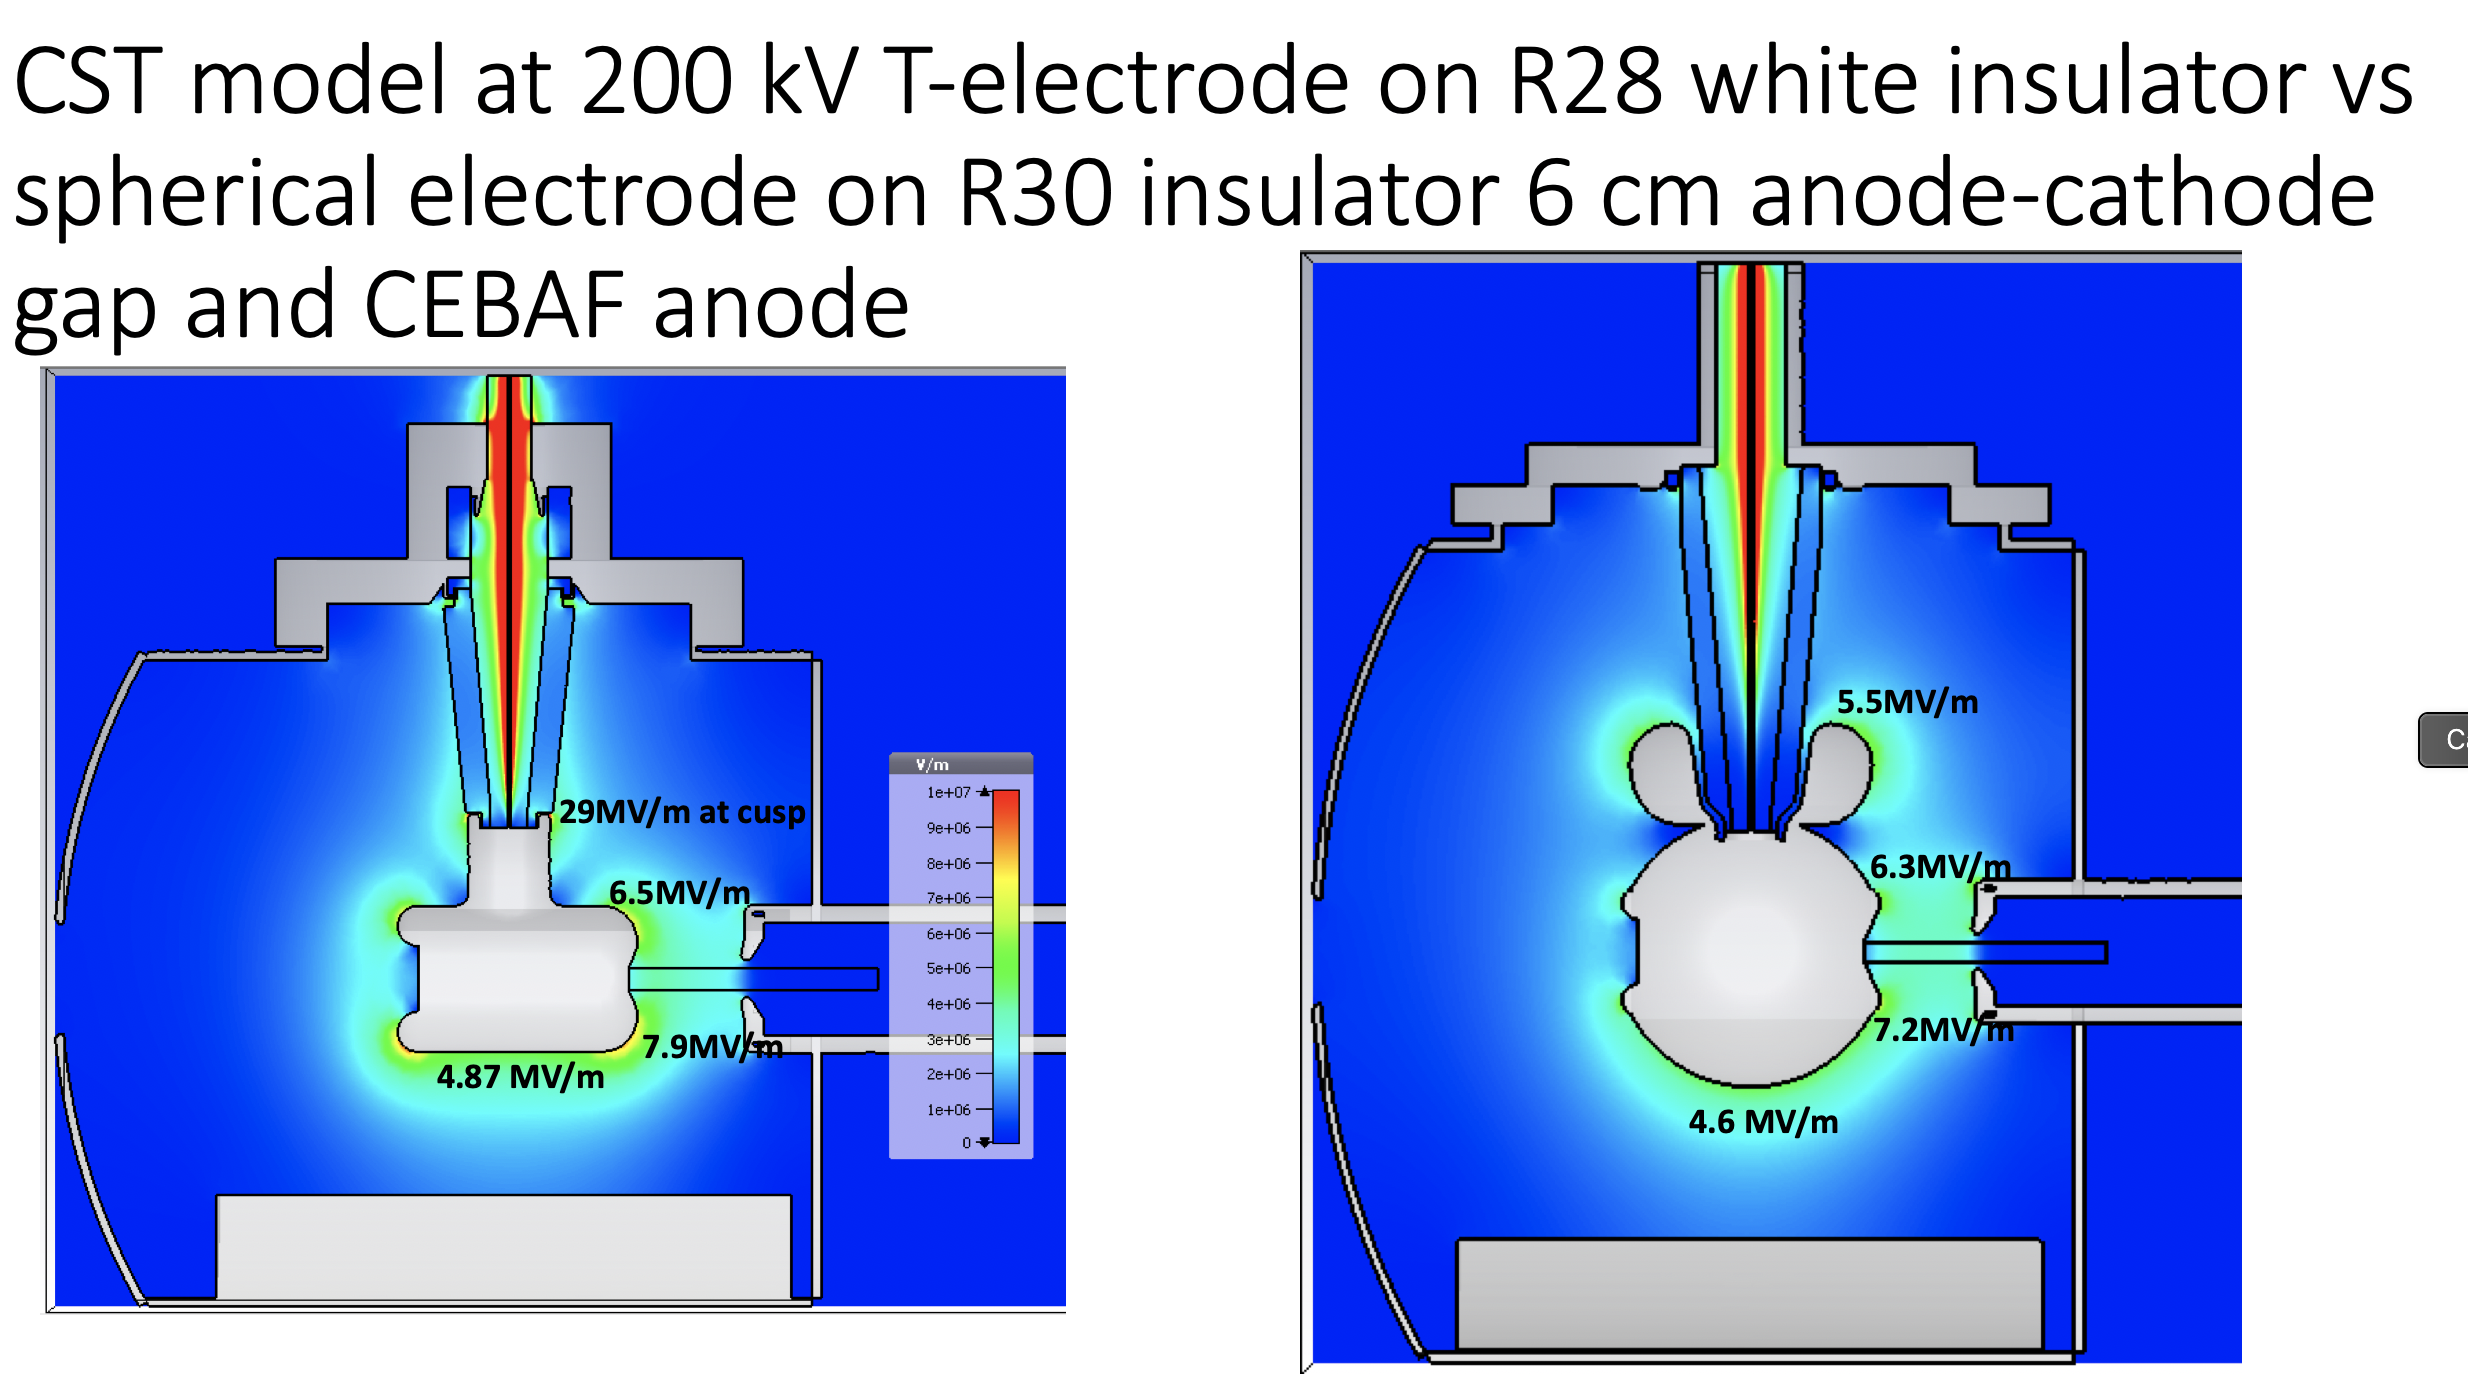 CST model at 200 kV T-electrode on R28 white insulator vs
spherical electrode on R30 insulator 6 cm anode-cathode
gap and CEBAF anode
29MV/m at cusp
6.5MV/m
7.9MV/m
4.87 MV/m
V/m
1e+07
9e+06
8e+06
7e+06
6e+06
5e+06
4e+06
3e+06
2e+06
1e+06
0
5.5MV/m
6.3MV/m
7.2MV/m
4.6 MV/m